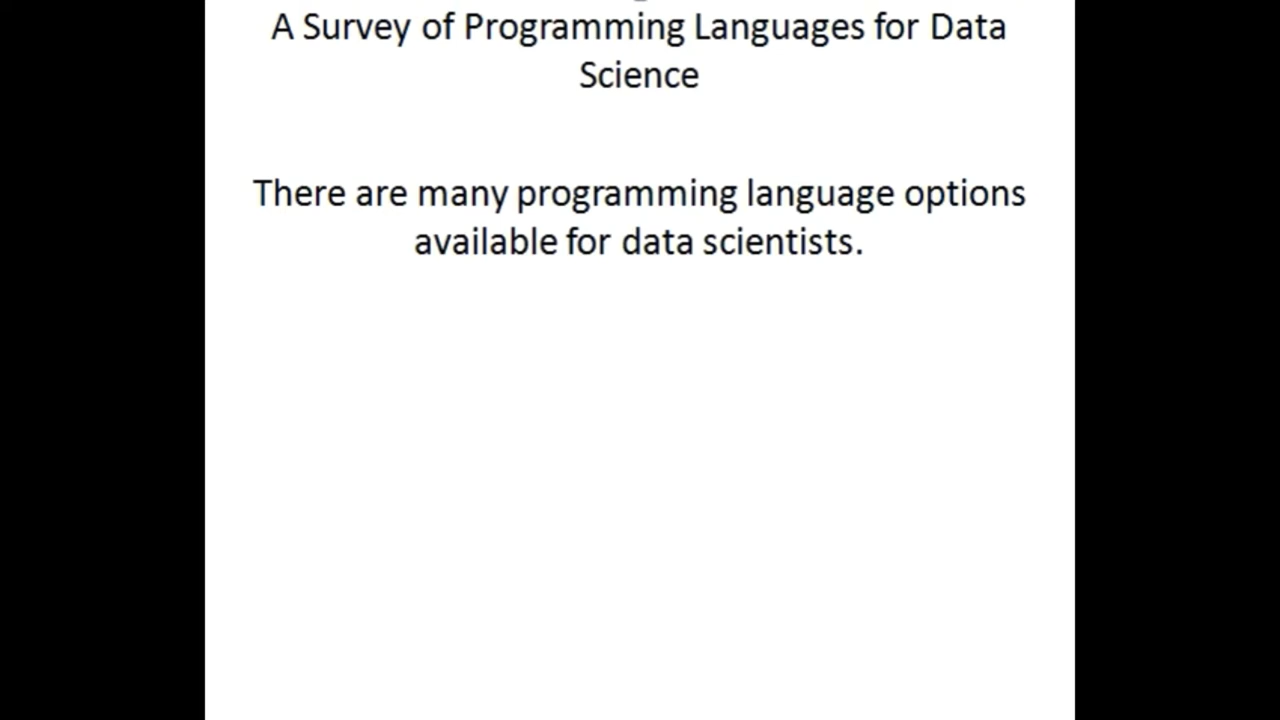 A Survey of Programming Languages for Data
Science
There are many programming language options
available for data scientists.